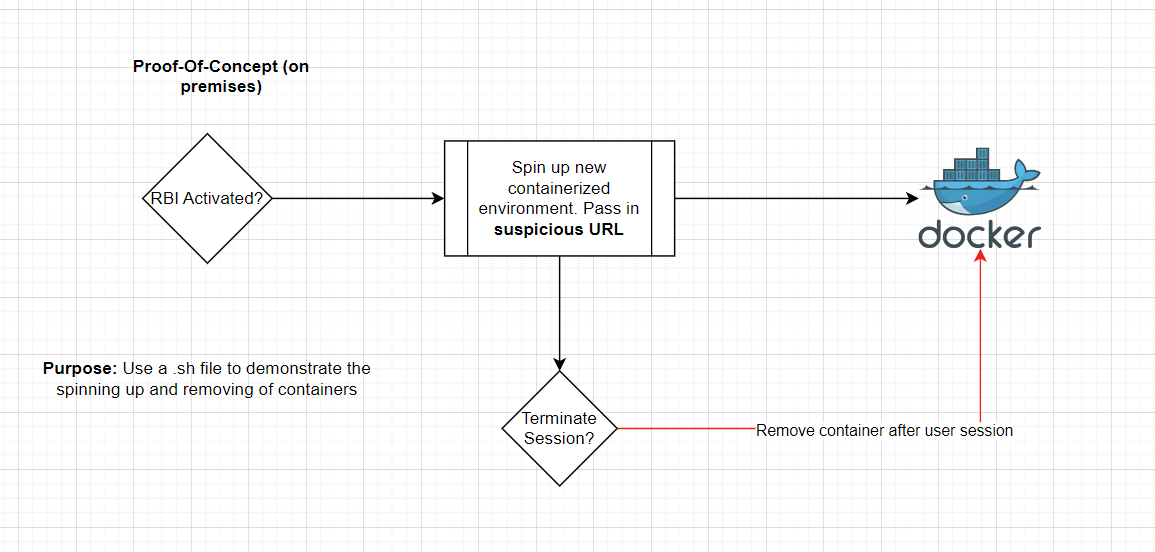 Proof-Of-Concept (on
premises)
RBI Activated?
Spin up new
containerized
environment. Pass in
suspicious URL
docker
Purpose: Use a .sh file to demonstrate the
spinning up and removing of containers
Terminate
Session?
Remove container after user session